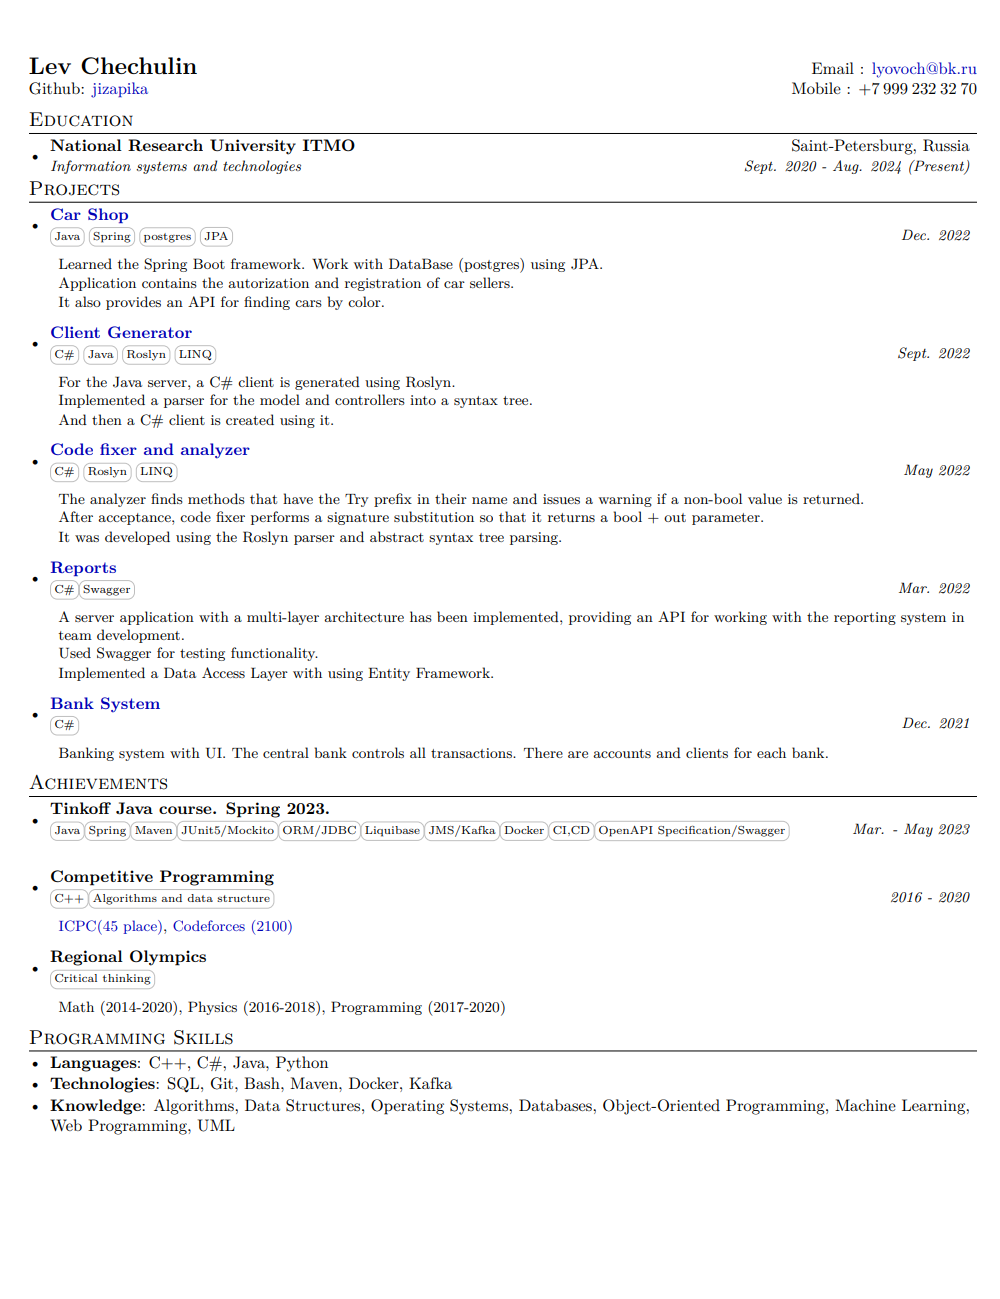 Lev Chechulin
Email : lyovoch@bk.ru
Github: jizapika
Mobile : +7 999 232 32 70
Education
• National Research University ITMO
Saint-Petersburg, Russia
Information systems and technologies
Sept. 2020 - Aug. 2024 (Present)
Projects
• Car Shop
Java Spring postgres JPA
Dec. 2022
Learned the Spring Boot framework. Work with DataBase (postgres) using JPA.
Application contains the autorization and registration of car sellers.
It also provides an API for finding cars by color.
• Client Generator
C# Java Roslyn LINQ
Sept. 2022
For the Java server, a C# client is generated using Roslyn.
Implemented a parser for the model and controllers into a syntax tree.
And then a C# client is created using it.
• Code fixer and analyzer
C# Roslyn LINQ
May 2022
The analyzer finds methods that have the Try prefix in their name and issues a warning if a non-bool value is returned.
After acceptance, code fixer performs a signature substitution so that it returns a bool + out parameter.
It was developed using the Roslyn parser and abstract syntax tree parsing.
• Reports
C# Swagger
Mar. 2022
A server application with a multi-layer architecture has been implemented, providing an API for working with the reporting system in
team development.
Used Swagger for testing functionality.
Implemented a Data Access Layer with using Entity Framework.
• Bank System
C#
Dec. 2021
Banking system with UI. The central bank controls all transactions. There are accounts and clients for each bank.
Achievements
• Tinkoff Java course. Spring 2023.
Java Spring Maven JUnit5/Mockito ORM/JDBC Liquibase JMS/Kafka Docker CI,CD OpenAPI Specification/Swagger
Mar. - May 2023
• Competitive Programming
C++ Algorithms and data structure
2016 - 2020
ICPC(45 place), Codeforces (2100)
• Regional Olympics
Critical thinking
Math (2014-2020), Physics (2016-2018), Programming (2017-2020)
Programming Skills
• Languages: C++, C#, Java, Python
• Technologies: SQL, Git, Bash, Maven, Docker, Kafka
• Knowledge: Algorithms, Data Structures, Operating Systems, Databases, Object-Oriented Programming, Machine Learning,
Web Programming, UML